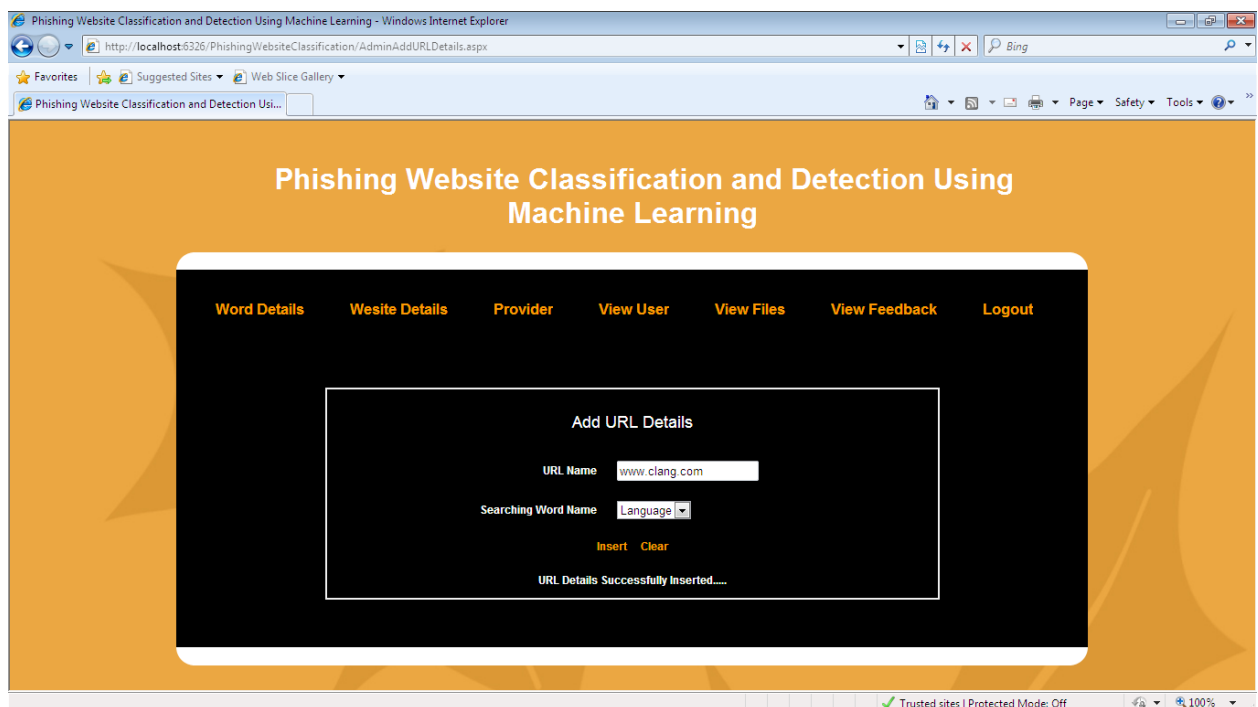 Phishing Website Classification and Detection Using Machine Learning - Windows Internet Explorer
http://localhost:6326/PhishingWebsiteClassification/AdminAddURLDetails.aspx
Bing
Favorites Suggested Sites Web Slice Gallery
Phishing Website Classification and Detection Usi...
Page Safety Tools
Phishing Website Classification and Detection Using
Machine Learning
Word Details Wesite Details Provider View User View Files View Feedback Logout
Add URL Details
URL Name www.clang.com
Searching Word Name Language
Insert Clear
URL Details Successfully Inserted.....
Trusted sites | Protected Mode: Off 100%